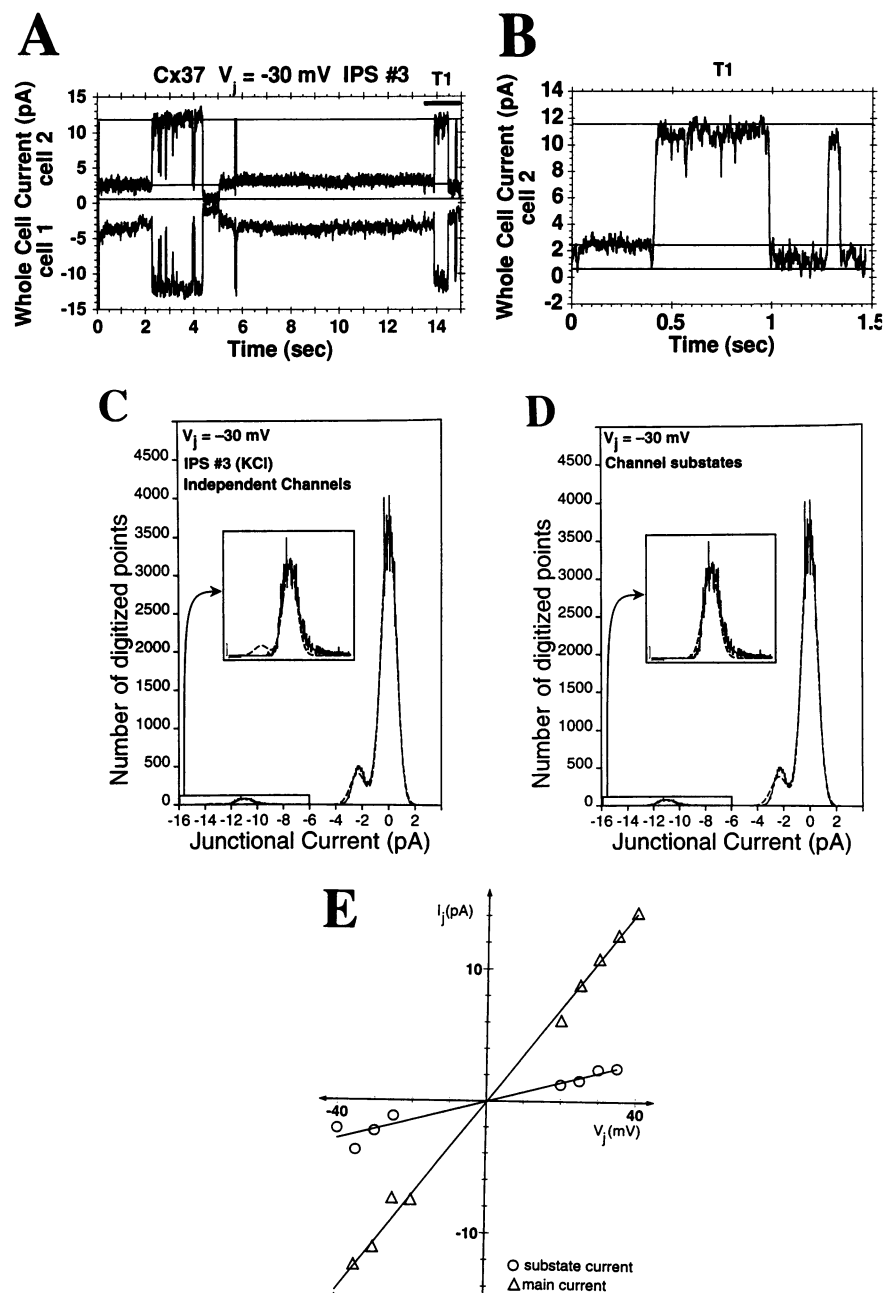 A
Cx37 Vj = -30 mV IPS #3
T1
Whole Cell Current (pA)
cell 1 cell 2
15
10
5
0
-5
-10
-15
0 2 4 6 8 10 12 14
Time (sec)
B
T1
Whole Cell Current (pA)
cell 2
14
12
10
8
6
4
2
0
-2
0 0.5 1 1.5
Time (sec)
C
Vj = –30 mV
IPS #3 (KCl)
Independent Channels
Number of digitized points
4500
4000
3500
3000
2500
2000
1500
1000
500
0
-16 -14 -12 -10 -8 -6 -4 -2 0 2
Junctional Current (pA)
D
Vj = –30 mV
Channel substates
Number of digitized points
4500
4000
3500
3000
2500
2000
1500
1000
500
0
-16 -14 -12 -10 -8 -6 -4 -2 0 2
Junctional Current (pA)
E
Ij(pA)
10
-40
40
Vj(mV)
-10
substate current
main current